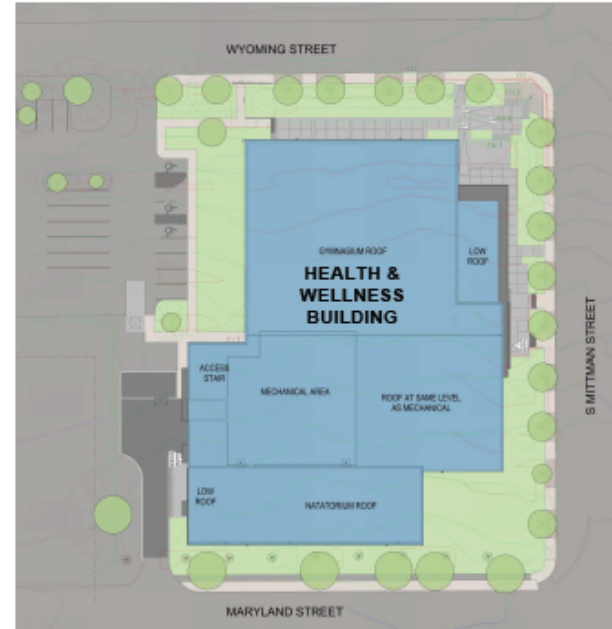 WYOMING STREET
GYMNASIUM ROOF
LOW
ROOF
HEALTH &
WELLNESS
BUILDING
S MITTMAN STREET
ACCESS
STAIR
MECHANICAL AREA
ROOF AT SAME LEVEL
AS MECHANICAL
LOW
ROOF
NATATORIUM ROOF
MARYLAND STREET